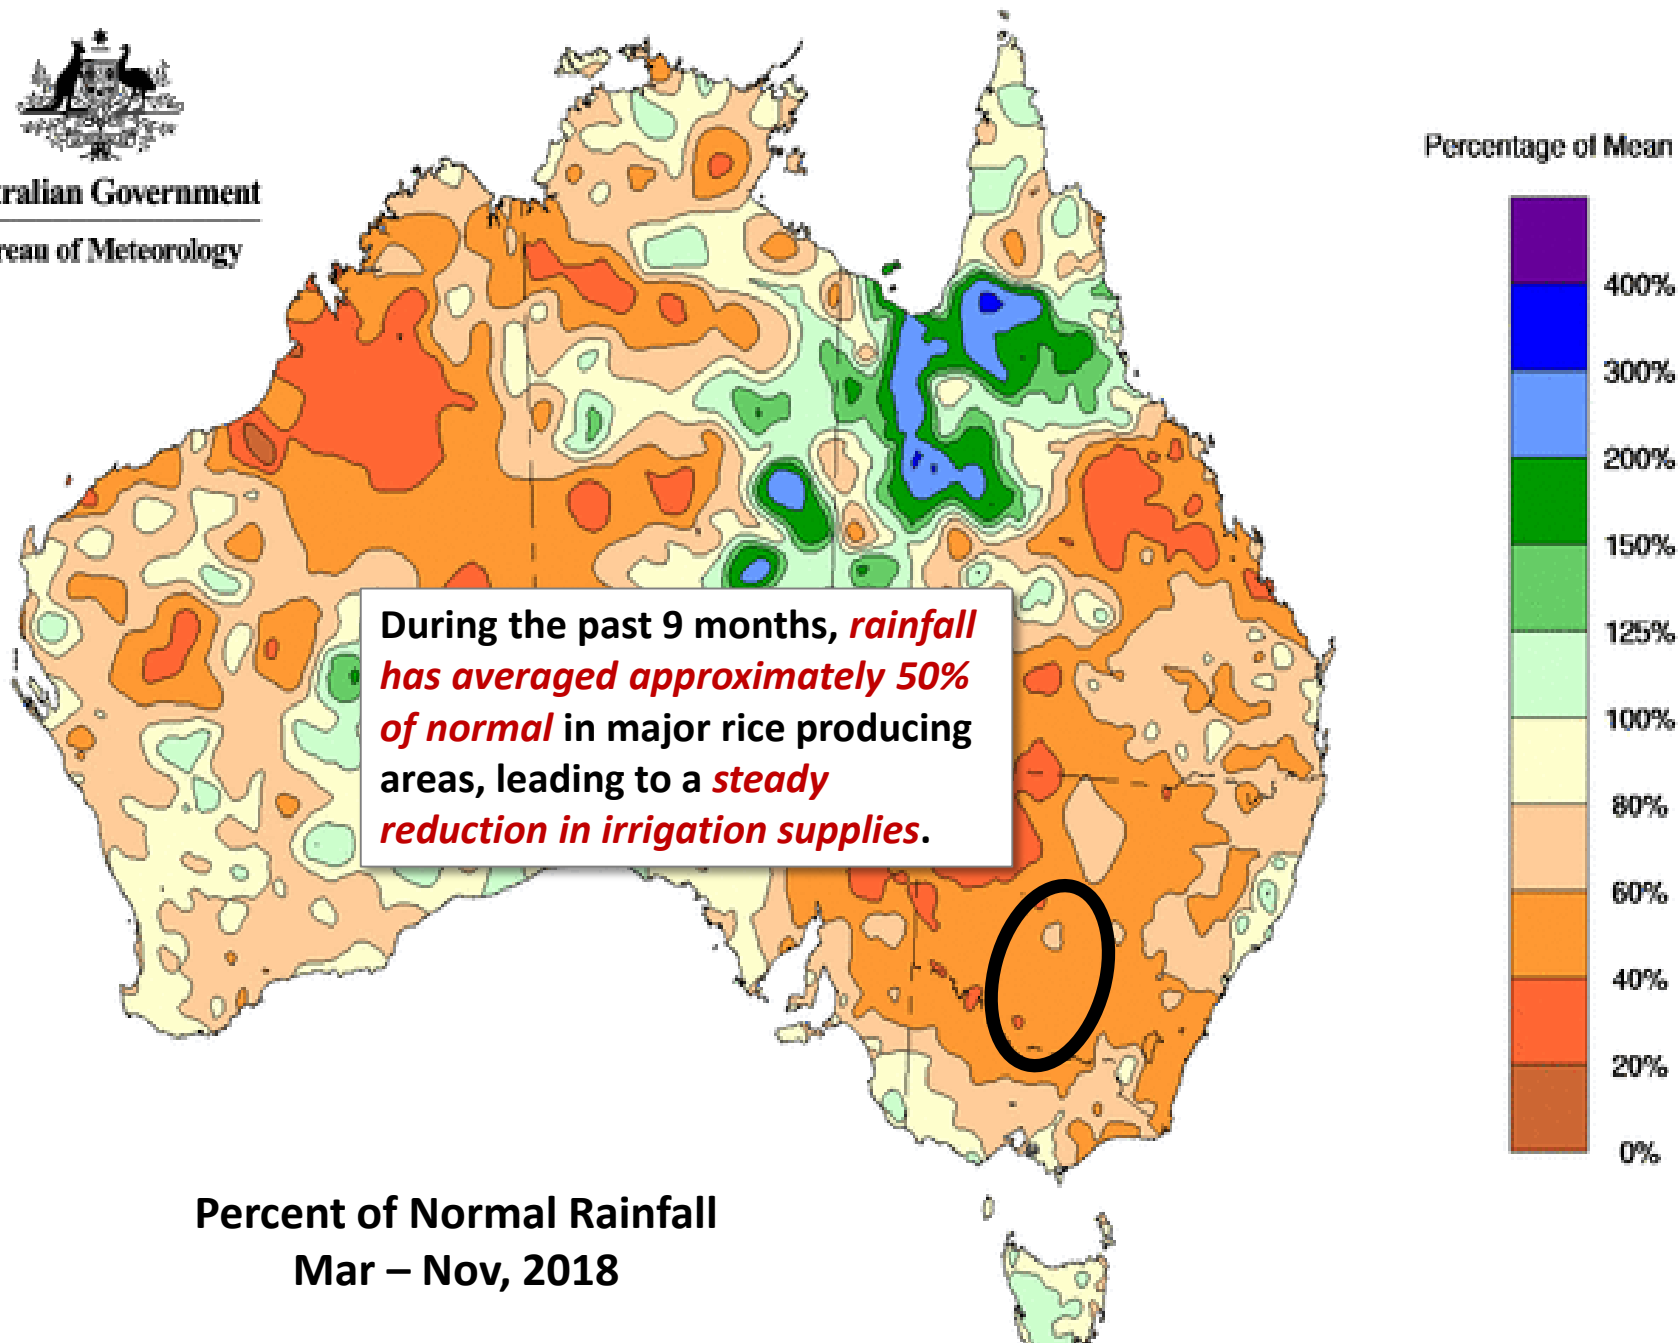 tralian Government
reau of Meteorology
Percentage of Mean
400%
300%
200%
150%
125%
100%
80%
60%
40%
20%
0%
During the past 9 months, rainfall
has averaged approximately 50%
of normal in major rice producing
areas, leading to a steady
reduction in irrigation supplies.
Percent of Normal Rainfall
Mar – Nov, 2018